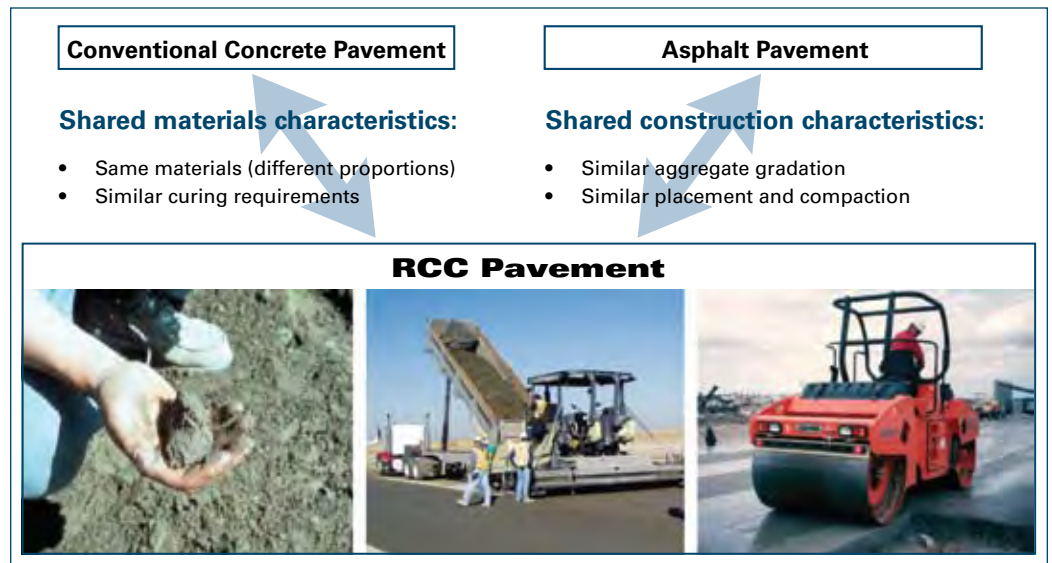 Conventional Concrete Pavement
Asphalt Pavement
Shared materials characteristics:
• Same materials (different proportions)
• Similar curing requirements
Shared construction characteristics:
• Similar aggregate gradation
• Similar placement and compaction
RCC Pavement